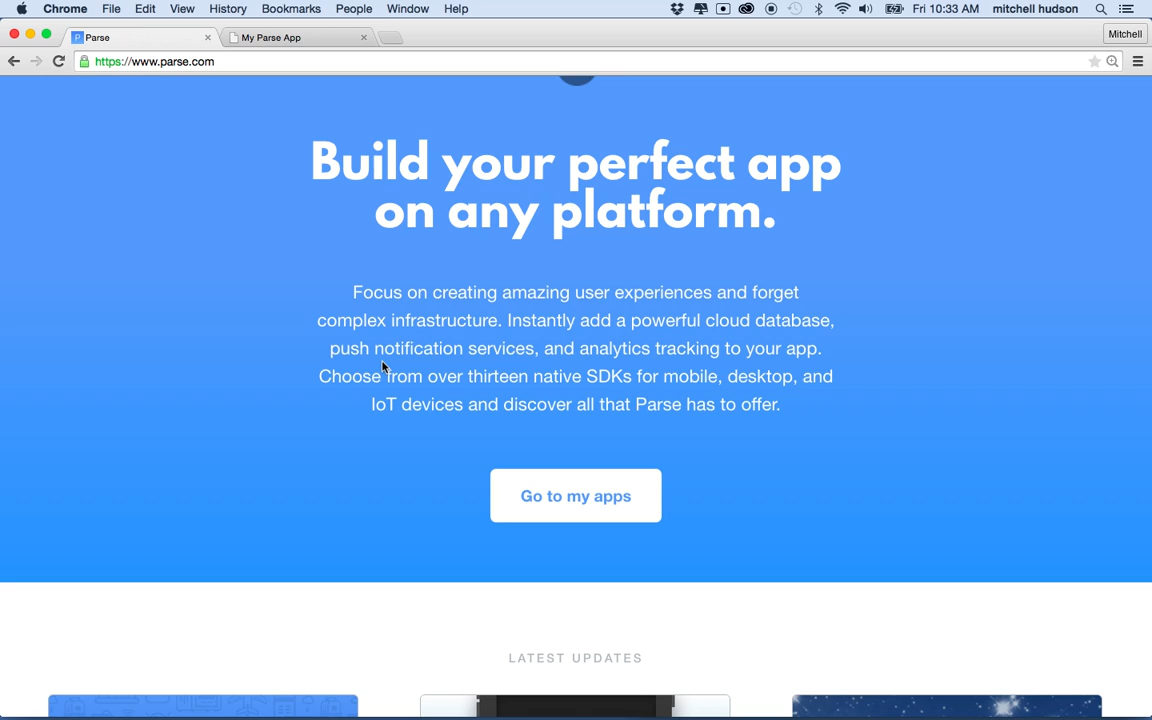 Chrome File Edit View History Bookmarks People Window Help Fri 10:33 AM mitchell hudson
Parse My Parse App Mitchell
https://www.parse.com
Build your perfect app
on any platform.
Focus on creating amazing user experiences and forget
complex infrastructure. Instantly add a powerful cloud database,
push notification services, and analytics tracking to your app.
Choose from over thirteen native SDKs for mobile, desktop, and
IoT devices and discover all that Parse has to offer.
Go to my apps
LATEST UPDATES